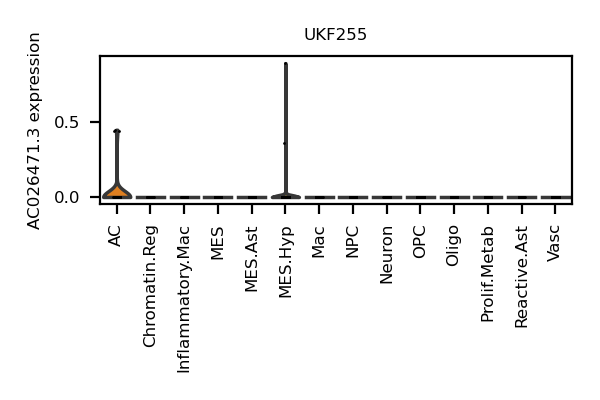 UKF255
AC026471.3 expression
0.5
0.0
AC
Chromatin.Reg
Inflammatory.Mac
MES
MES.Ast
MES.Hyp
Mac
NPC
Neuron
OPC
Oligo
Prolif.Metab
Reactive.Ast
Vasc